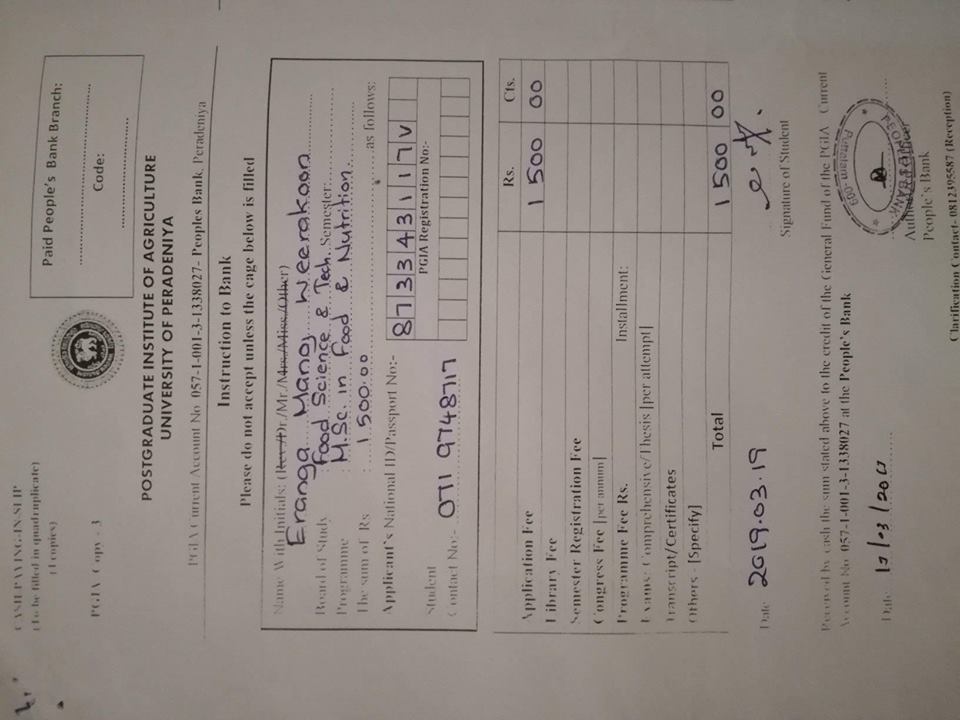 CASH PAYING-IN-SLIP
(To be filled in quadruplicate)
(4 copies)
PGIA Copy - 3
Paid People's Bank Branch:
Code:
POSTGRADUATE INSTITUTE OF AGRICULTURE
UNIVERSITY OF PERADENIYA
PGIA Current Account No 057-1-001-3-1338027- Peoples Bank, Peradeniya
Instruction to Bank
Please do not accept unless the cage below is filled
Name With Initials: (Rev./Dr./Mr./Mrs./Miss./Other)
Eranga Manoj Weerakoon
Board of Study : Food Science & Tech. Semester:
Programme : M.Sc. in Food & Nutrition.
The sum of Rs : 1500.00 as follows:
Applicant's National ID/Passport No:- 873343117V
PGIA Registration No:-
Student
Contact No:- 071 9748717
Rs. Cts.
Application Fee 1 500 00
Library Fee
Semester Registration Fee
Congress Fee [per annum]
Programme Fee Rs. Installment:
Exams: Comprehensive/Thesis [per attempt]
Transcript/Certificates
Others - [Specify]
Total 1 500 00
Date 2019.03.19
Signature of Student
Received by cash the sum stated above to the credit of the General Fund of the PGIA Current
Account No 057-1-001-3-1338027 at the People's Bank
Date
PEOPLE'S BANK
Puttalam
People's Bank
Clarification Contact- 0812395587 (Reception)